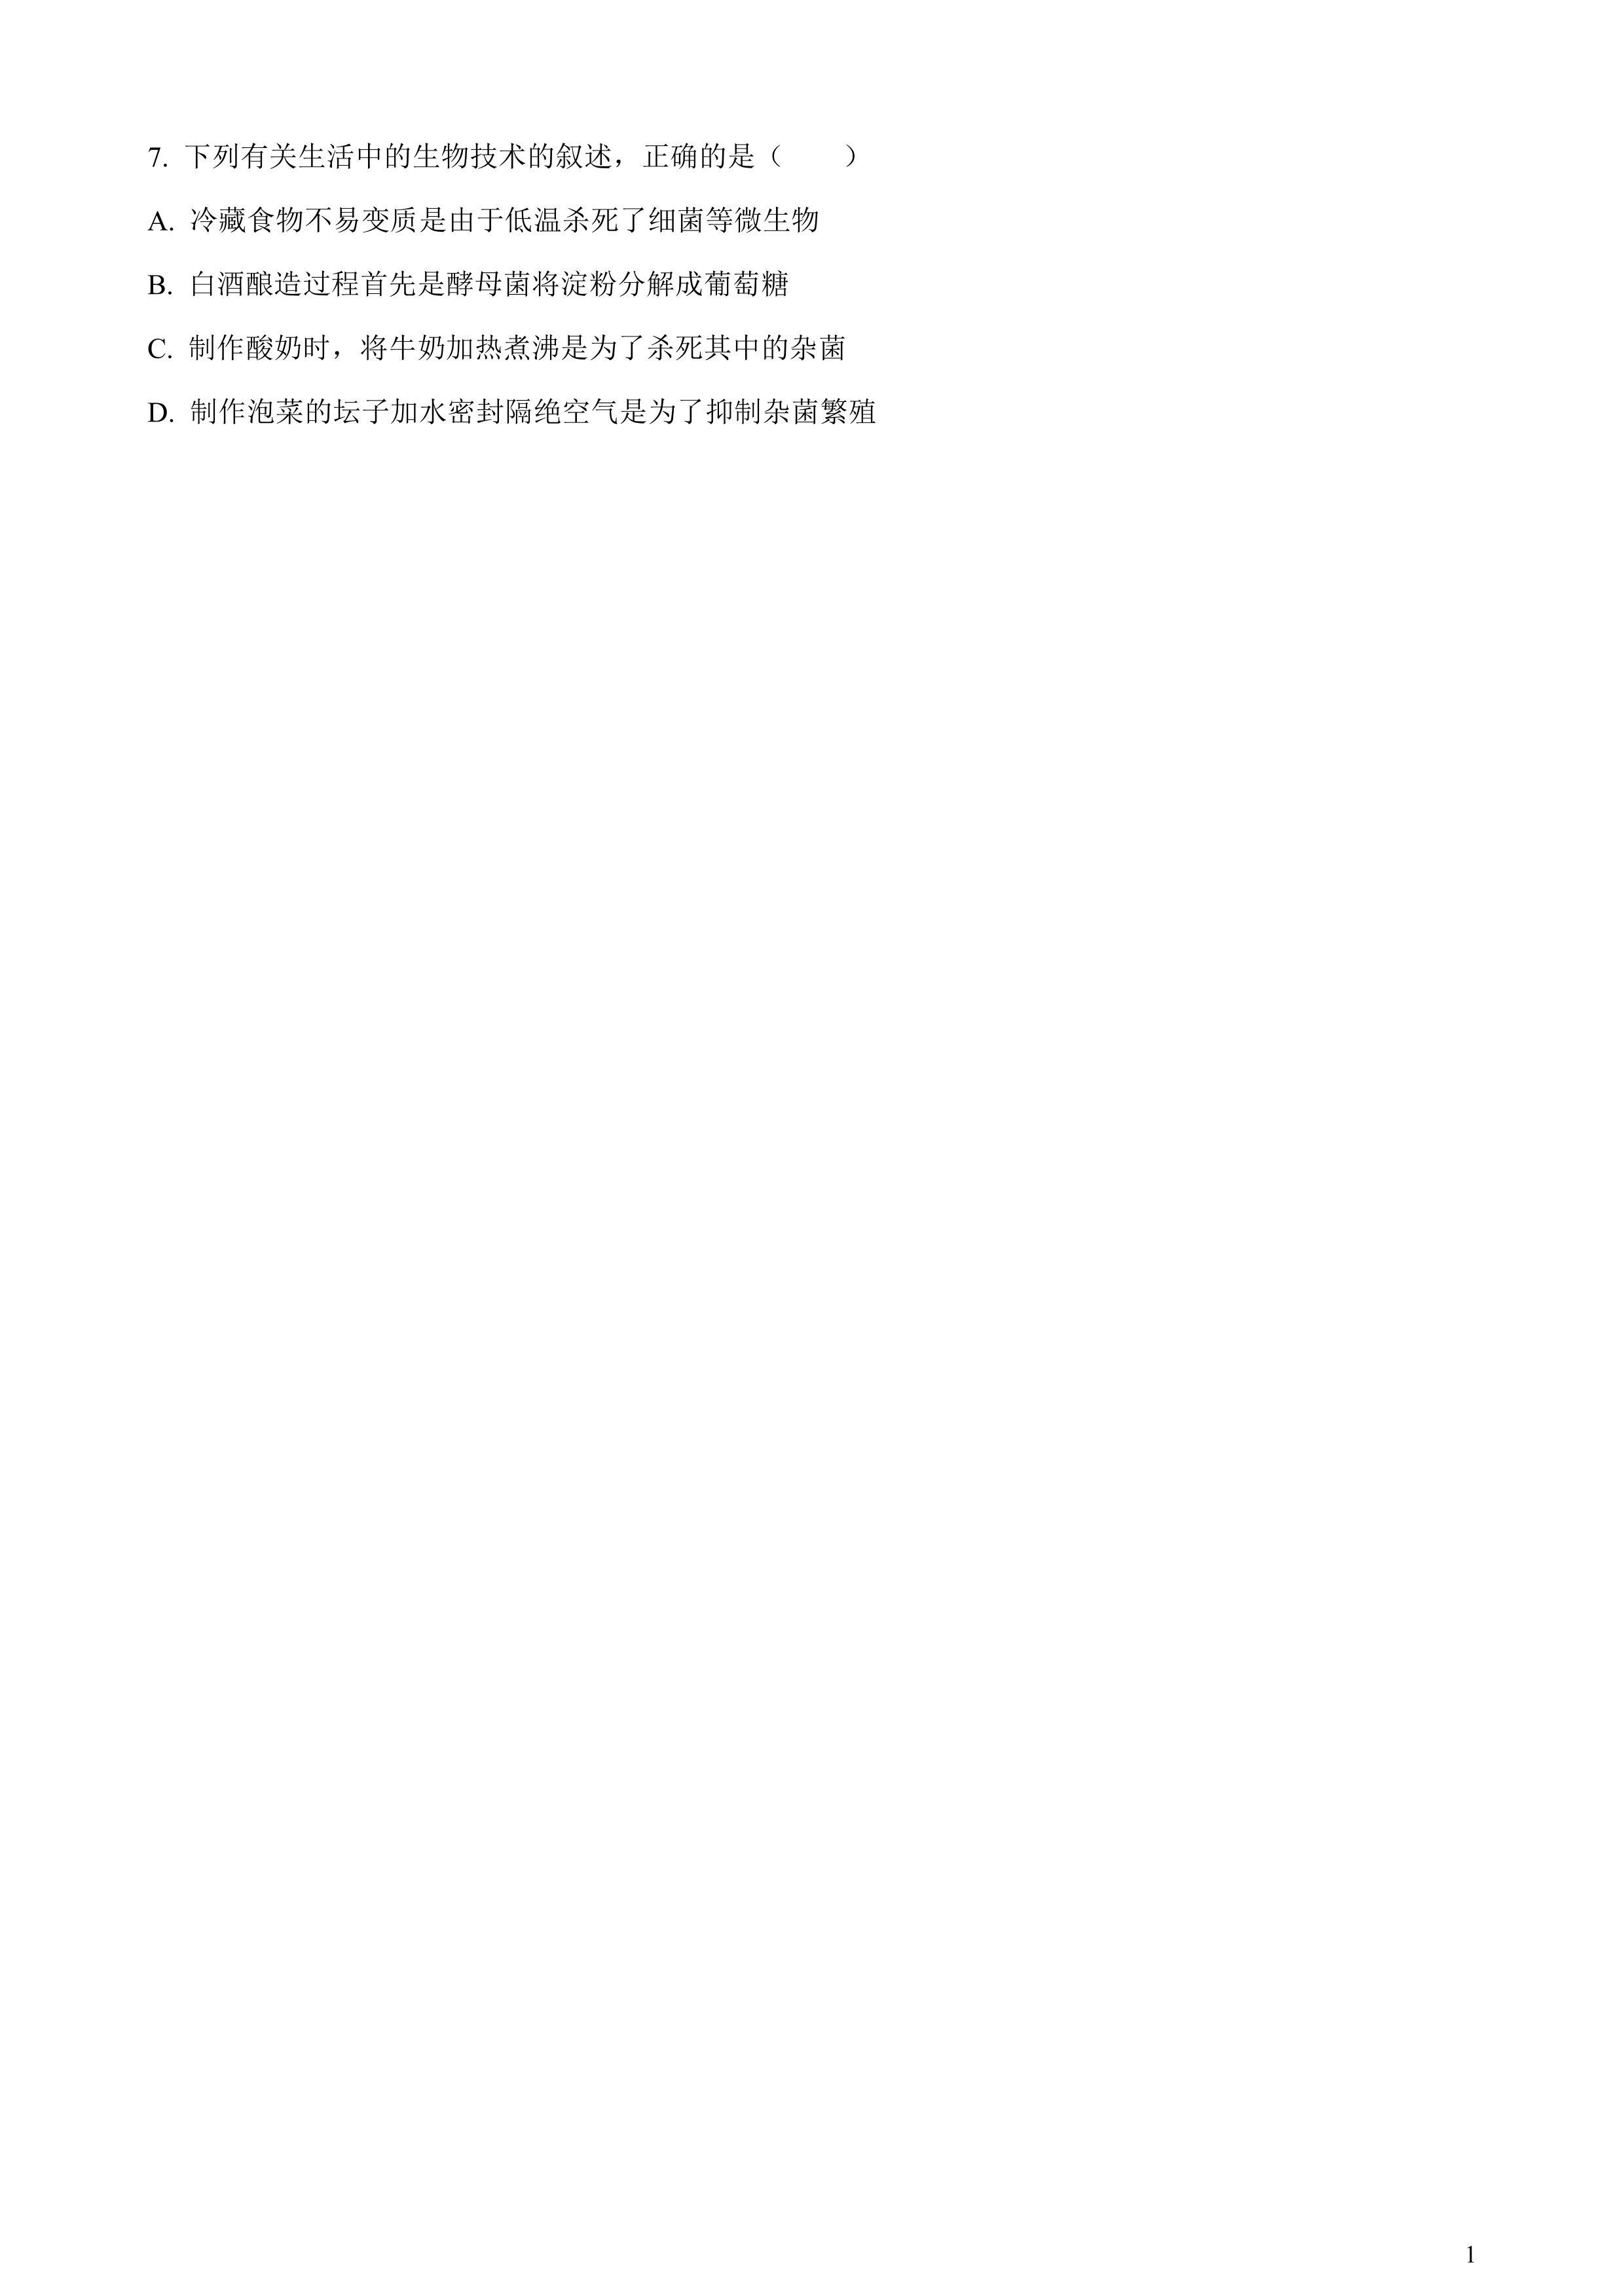 7. 下列有关生活中的生物技术的叙述，正确的是（　　）
A. 冷藏食物不易变质是由于低温杀死了细菌等微生物
B. 白酒酿造过程首先是酵母菌将淀粉分解成葡萄糖
C. 制作酸奶时，将牛奶加热煮沸是为了杀死其中的杂菌
D. 制作泡菜的坛子加水密封隔绝空气是为了抑制杂菌繁殖
1